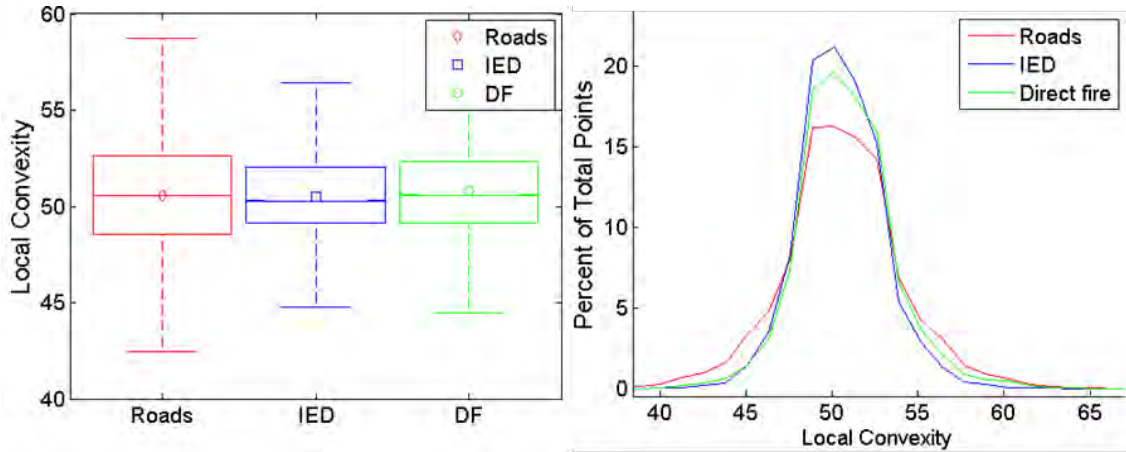 60
55
50
45
40
Local Convexity
Roads
IED
DF
Roads
IED
DF
20
15
10
5
0
Percent of Total Points
Roads
IED
Direct fire
40
45
50
55
60
65
Local Convexity